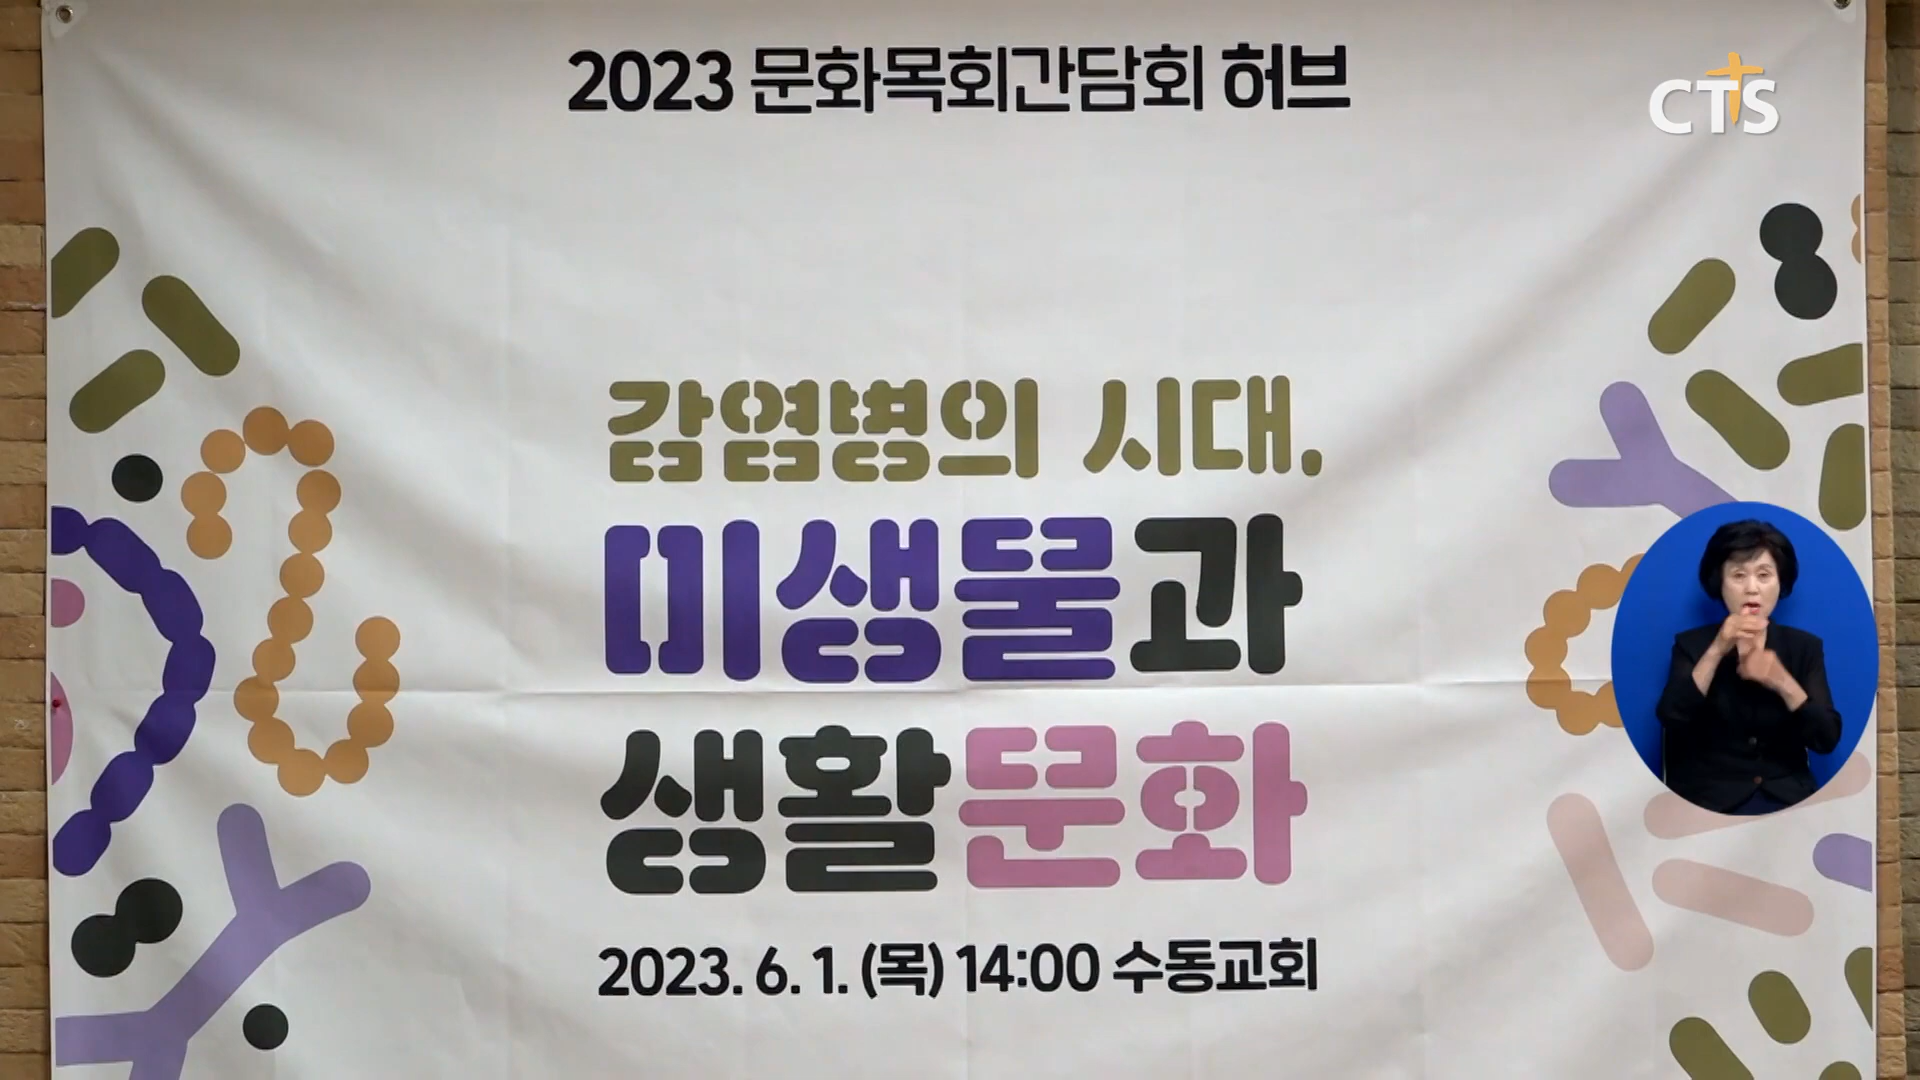 2023 문화목회간담회 허브
CTS
감염병의 시대,
미생물과
생활문화
2023. 6. 1. (목) 14:00 수동교회